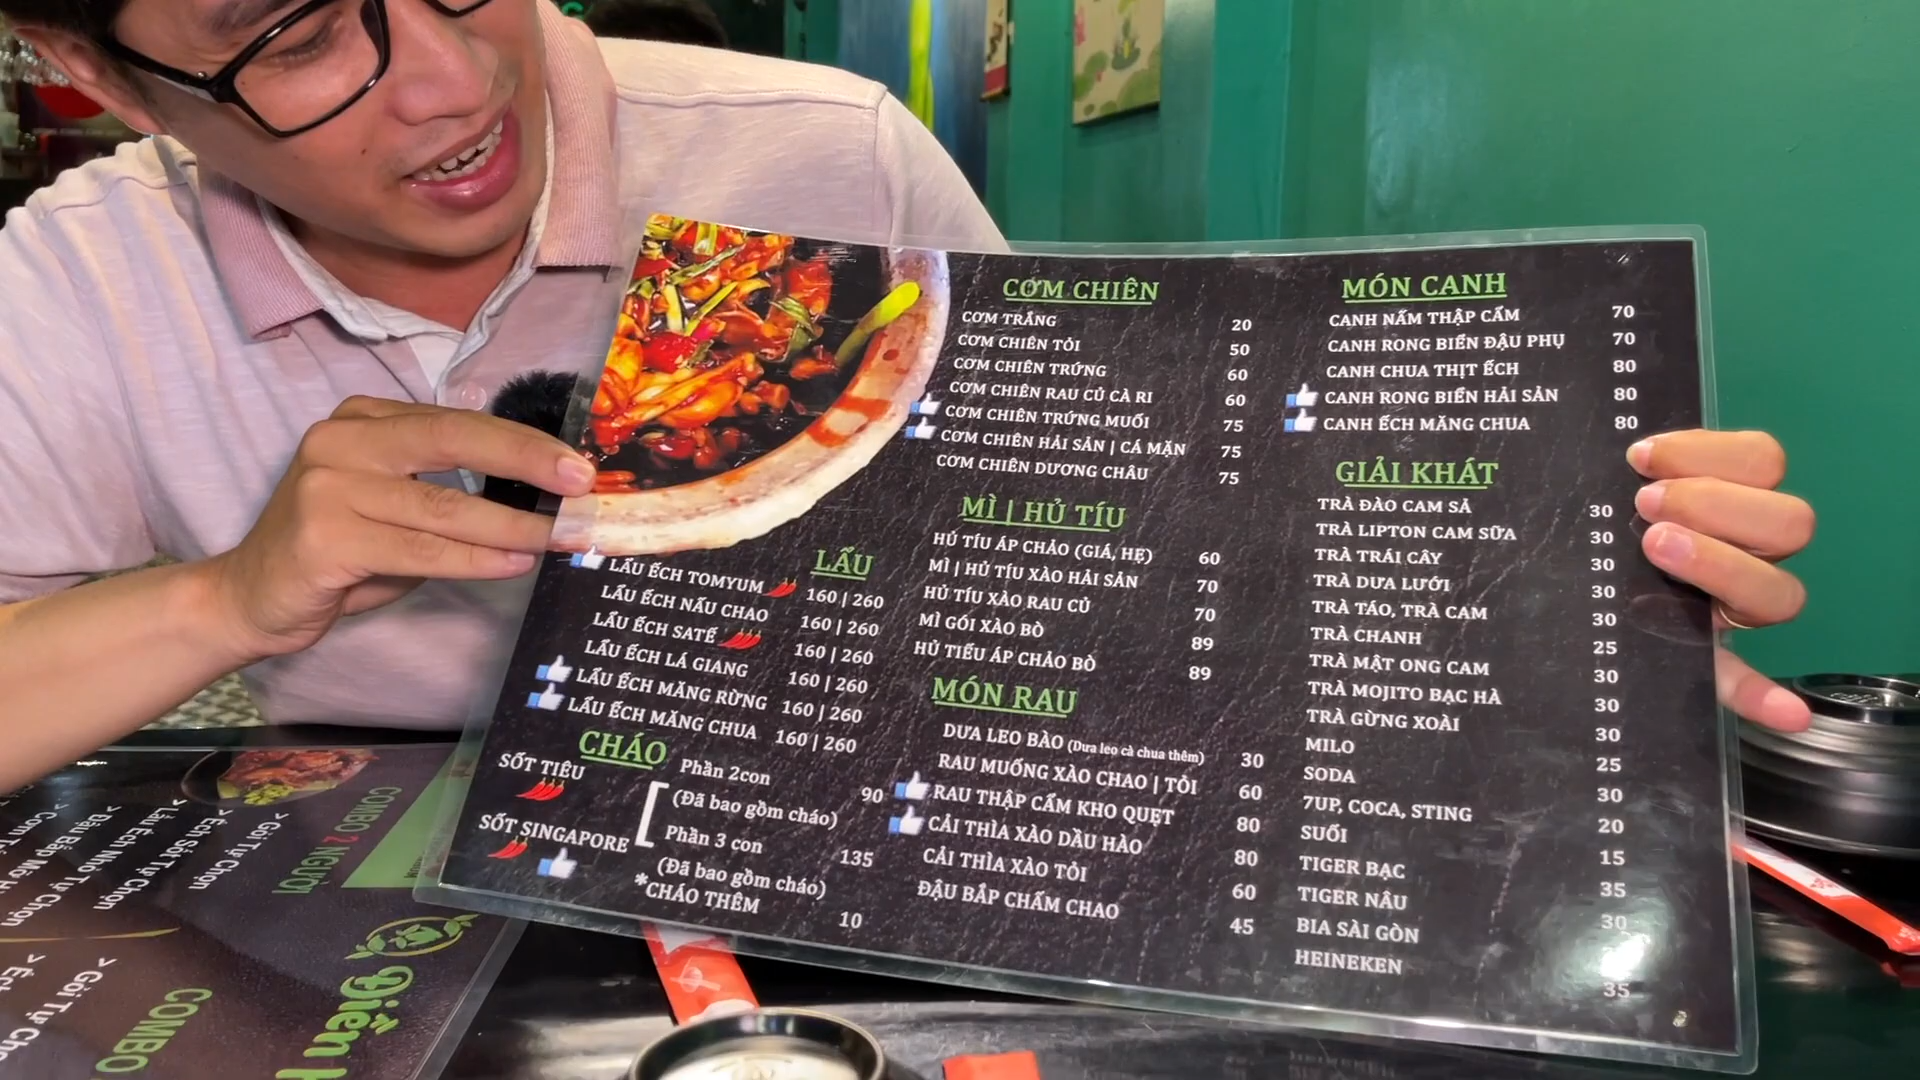 LẨU
LẨU ẾCH TOMYUM 160 | 260
LẨU ẾCH NẤU CHAO 160 | 260
LẨU ẾCH SATẾ 160 | 260
LẨU ẾCH LÁ GIANG 160 | 260
LẨU ẾCH MĂNG RỪNG 160 | 260
LẨU ẾCH MĂNG CHUA 160 | 260
CHÁO
SỐT TIÊU
SỐT SINGAPORE
Phần 2con 90
(Đã bao gồm cháo)
Phần 3 con 135
(Đã bao gồm cháo)
*CHÁO THÊM 10
CƠM CHIÊN
CƠM TRẮNG 20
CƠM CHIÊN TỎI 50
CƠM CHIÊN TRỨNG 60
CƠM CHIÊN RAU CỦ CÀ RI 60
CƠM CHIÊN TRỨNG MUỐI 75
CƠM CHIÊN HẢI SẢN | CÁ MẶN 75
CƠM CHIÊN DƯƠNG CHÂU 75
MÌ | HỦ TÍU
HỦ TÍU ÁP CHẢO (GIÁ, HẸ) 60
MÌ | HỦ TÍU XÀO HẢI SẢN 70
HỦ TÍU XÀO RAU CỦ 70
MÌ GÓI XÀO BÒ 89
HỦ TIẾU ÁP CHẢO BÒ 89
MÓN RAU
DƯA LEO BÀO (Dưa leo cà chua thêm) 30
RAU MUỐNG XÀO CHAO | TỎI 60
RAU THẬP CẨM KHO QUẸT 80
CẢI THÌA XÀO DẦU HÀO 80
CẢI THÌA XÀO TỎI 60
ĐẬU BẮP CHẤM CHAO 45
MÓN CANH
CANH NẤM THẬP CẨM 70
CANH RONG BIỂN ĐẬU PHỤ 70
CANH CHUA THỊT ẾCH 80
CANH RONG BIỂN HẢI SẢN 80
CANH ẾCH MĂNG CHUA 80
GIẢI KHÁT
TRÀ ĐÀO CAM SẢ 30
TRÀ LIPTON CAM SỮA 30
TRÀ TRÁI CÂY 30
TRÀ DƯA LƯỚI 30
TRÀ TÁO, TRÀ CAM 30
TRÀ CHANH 25
TRÀ MẬT ONG CAM 30
TRÀ MOJITO BẠC HÀ 30
TRÀ GỪNG XOÀI 30
MILO 25
SODA 30
7UP, COCA, STING 20
SUỐI 15
TIGER BẠC 35
TIGER NÂU 30
BIA SÀI GÒN
HEINEKEN 35
COMBO 2 NGƯỜI
> Gỏi Tự Chọn
> Ếch Sốt Tự Chọn
> Lẩu Ếch Nhỏ Tự Chọn
> Đậu Bắp Mỡ H
Điền
COMBO
> Gỏi Tự Ch